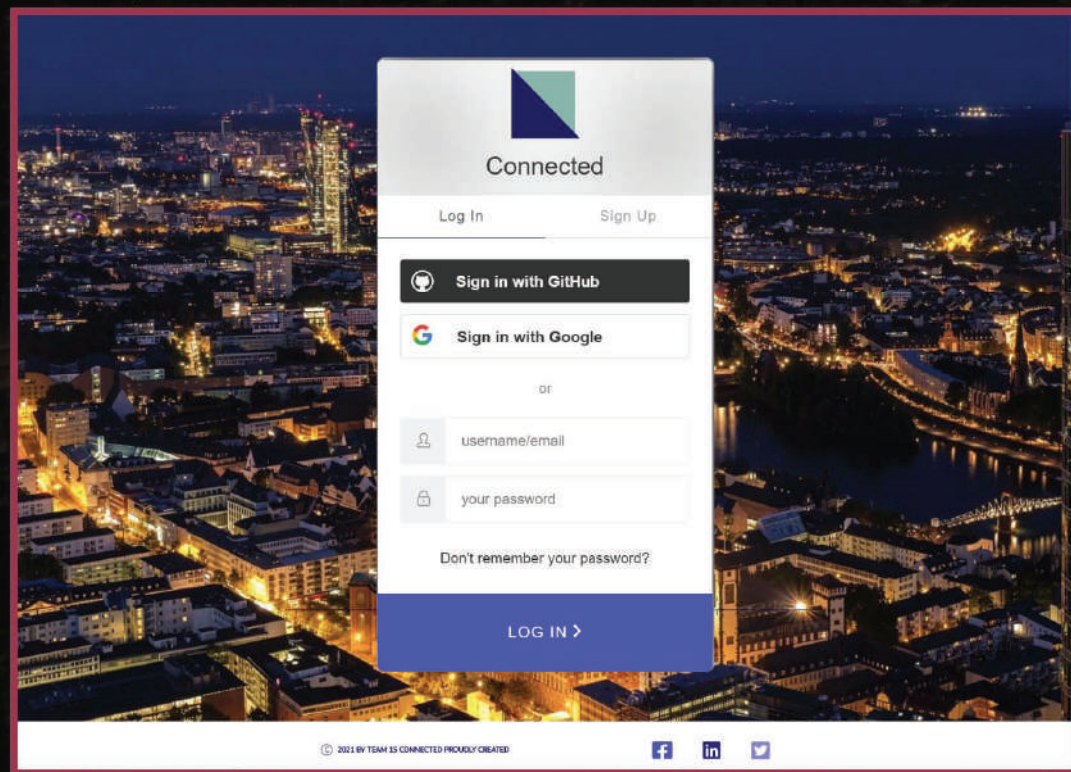 Connected
Log In Sign Up
Sign in with GitHub
Sign in with Google
or
username/email
your password
Don't remember your password?
LOG IN >
© 2021 BY TEAM 15 CONNECTED PROUDLY CREATED